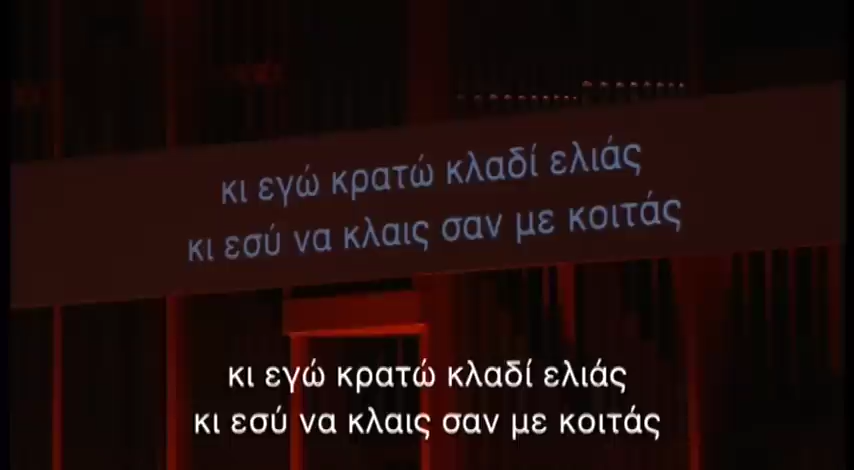 κι εγώ κρατώ κλαδί ελιάς
κι εσύ να κλαις σαν με κοιτάς
κι εγώ κρατώ κλαδί ελιάς
κι εσύ να κλαις σαν με κοιτάς